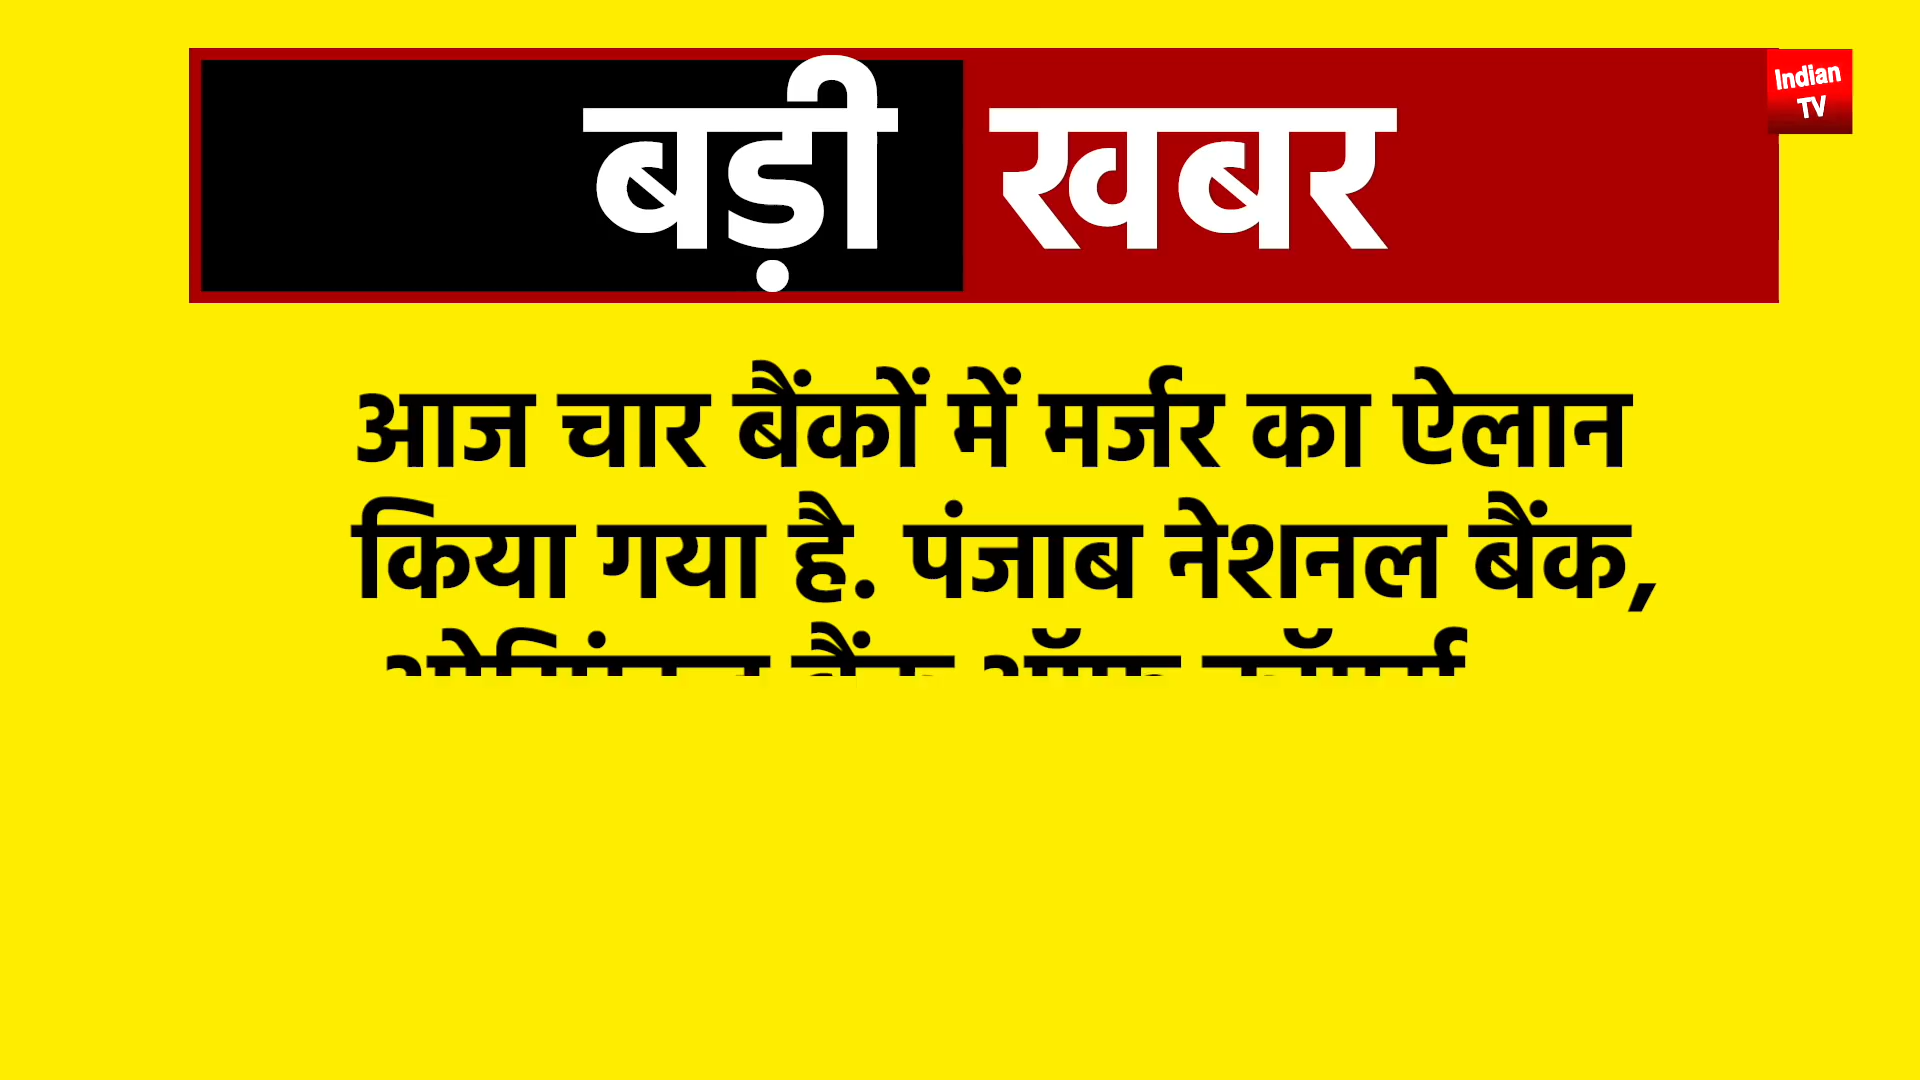 बड़ी खबर
Indian
TV
आज चार बैंकों में मर्जर का ऐलान
किया गया है. पंजाब नेशनल बैंक,